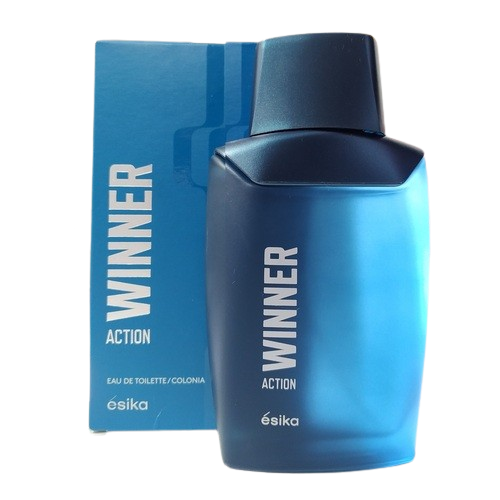 WINNER
ACTION
EAU DE TOILETTE/COLONIA
ésika
WINNER
ACTION
ésika